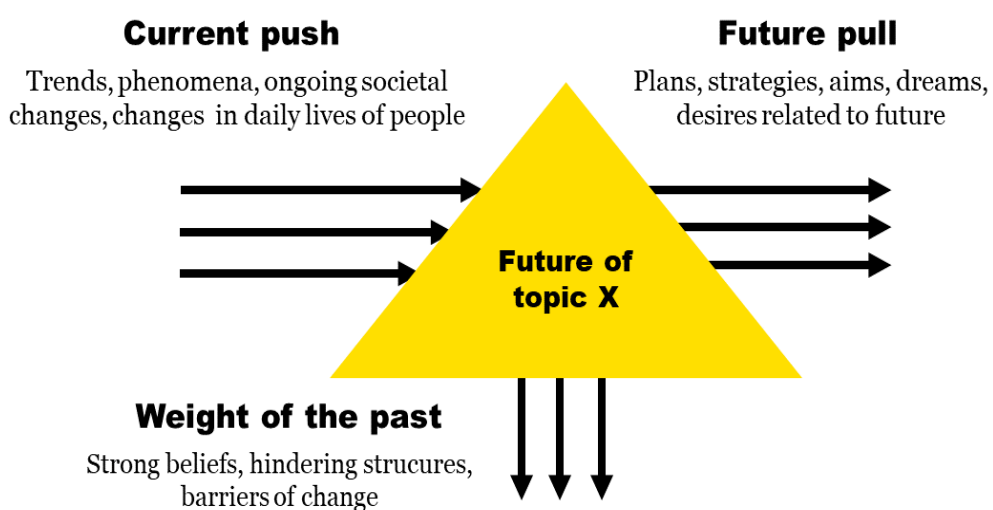 Current push
Trends, phenomena, ongoing societal
changes, changes in daily lives of people
Future pull
Plans, strategies, aims, dreams,
desires related to future
Future of
topic X
Weight of the past
Strong beliefs, hindering strucures,
barriers of change